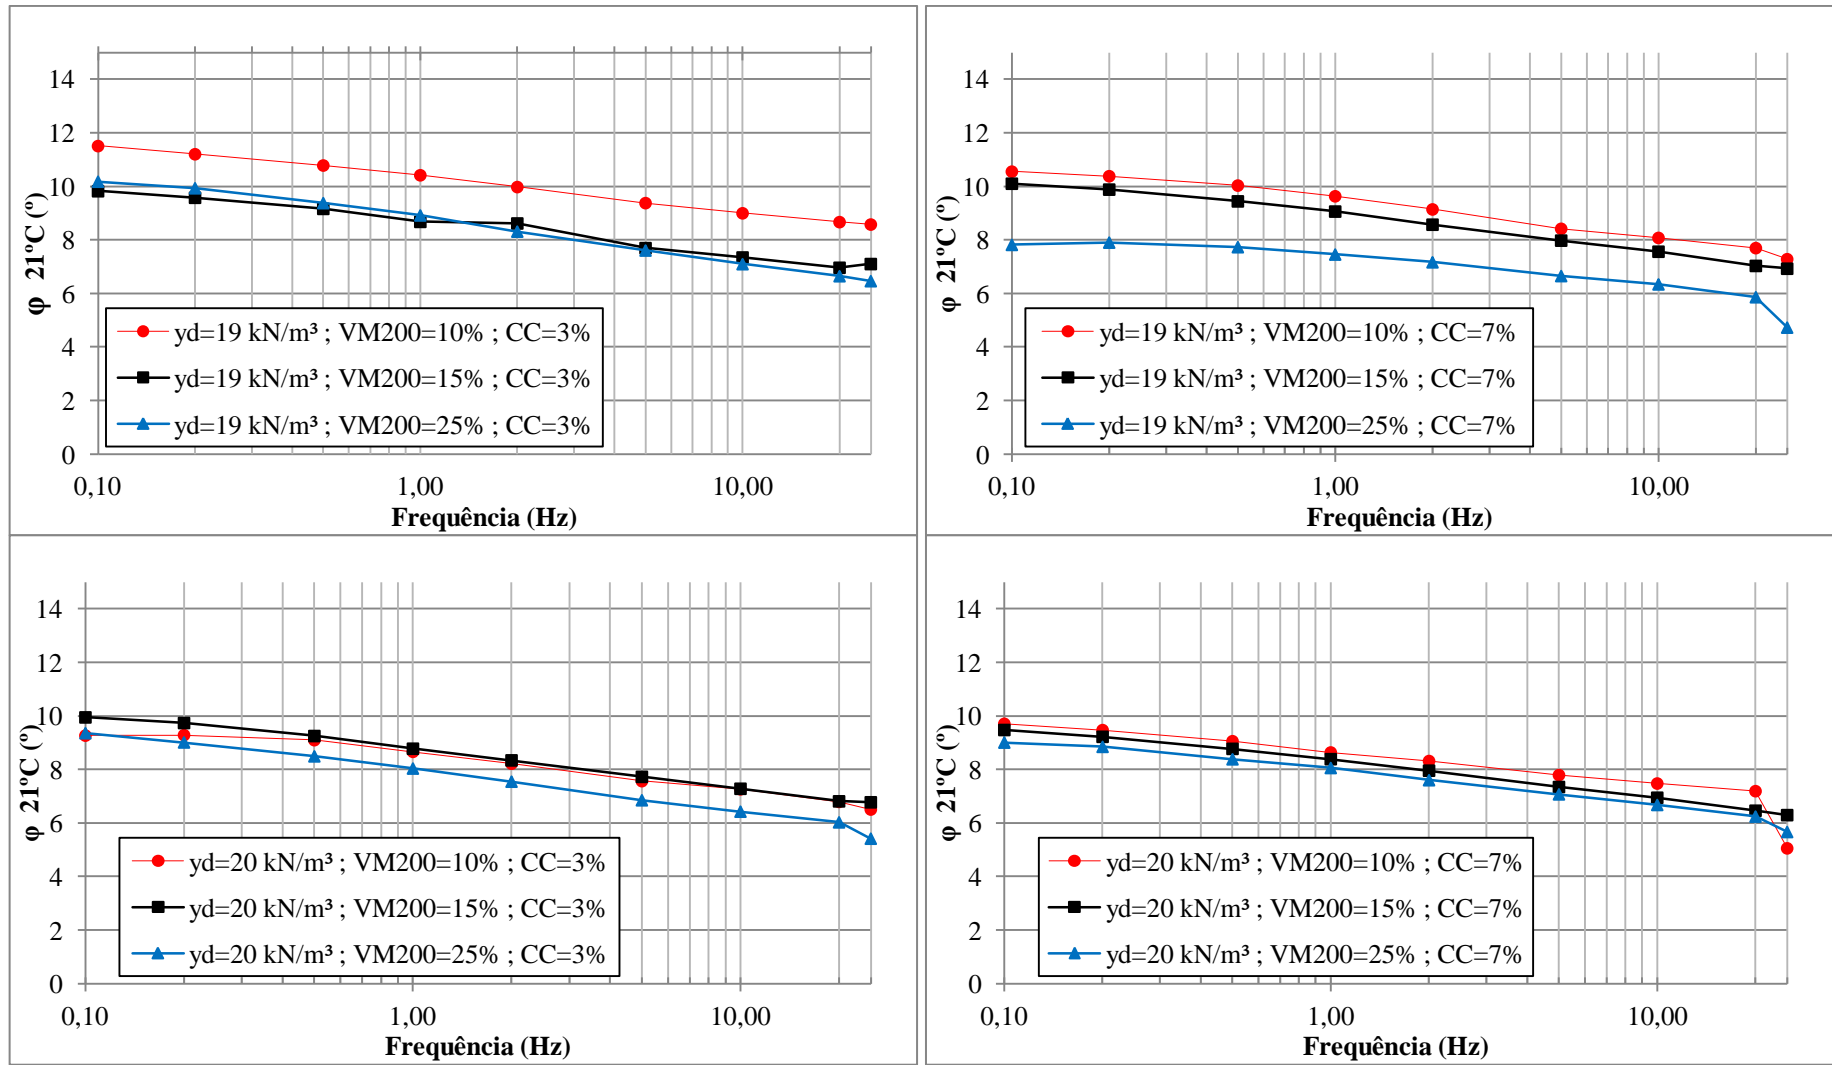 14
12
10
8
6
4
2
0
φ 21ºC (º)
yd=19 kN/m³ ; VM200=10% ; CC=3%
yd=19 kN/m³ ; VM200=15% ; CC=3%
yd=19 kN/m³ ; VM200=25% ; CC=3%
0,10 1,00 10,00
Frequência (Hz)
14
12
10
8
6
4
2
0
φ 21ºC (º)
yd=19 kN/m³ ; VM200=10% ; CC=7%
yd=19 kN/m³ ; VM200=15% ; CC=7%
yd=19 kN/m³ ; VM200=25% ; CC=7%
0,10 1,00 10,00
Frequência (Hz)
14
12
10
8
6
4
2
0
φ 21ºC (º)
yd=20 kN/m³ ; VM200=10% ; CC=3%
yd=20 kN/m³ ; VM200=15% ; CC=3%
yd=20 kN/m³ ; VM200=25% ; CC=3%
0,10 1,00 10,00
Frequência (Hz)
14
12
10
8
6
4
2
0
φ 21ºC (º)
yd=20 kN/m³ ; VM200=10% ; CC=7%
yd=20 kN/m³ ; VM200=15% ; CC=7%
yd=20 kN/m³ ; VM200=25% ; CC=7%
0,10 1,00 10,00
Frequência (Hz)